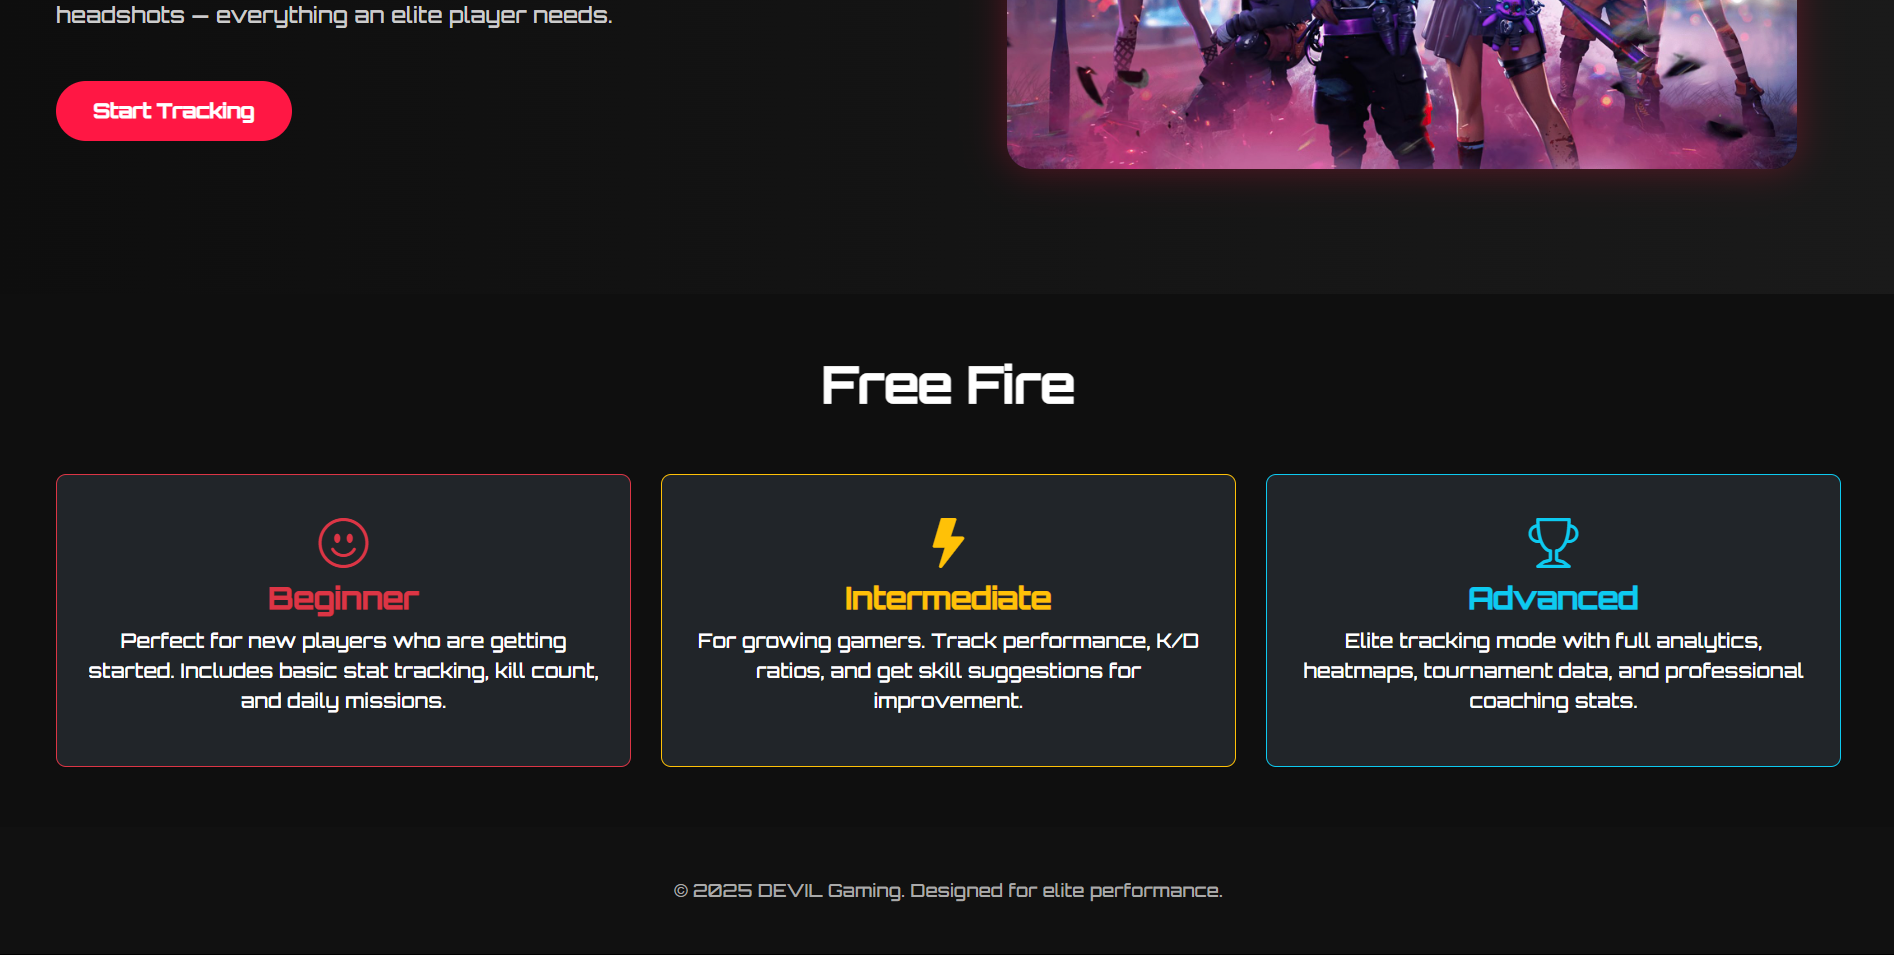 headshots — everything an elite player needs.
Start Tracking
Free Fire
Beginner
Perfect for new players who are getting
started. Includes basic stat tracking, kill count,
and daily missions.
Intermediate
For growing gamers. Track performance, K/D
ratios, and get skill suggestions for
improvement.
Advanced
Elite tracking mode with full analytics,
heatmaps, tournament data, and professional
coaching stats.
© 2025 DEVIL Gaming. Designed for elite performance.